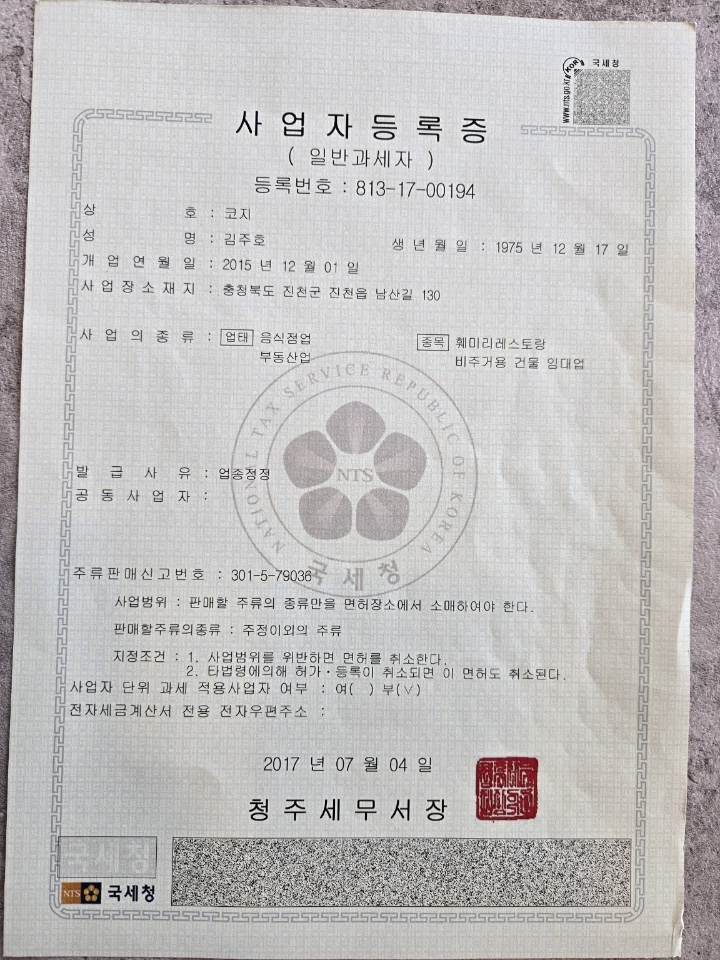 국세청
www.nts.go.kr
KOR
사업자등록증
( 일반과세자 )
등록번호 : 813-17-00194
상 호 : 코지
성 명 : 김주호 생 년 월 일 : 1975 년 12 월 17 일
개 업 연 월 일 : 2015 년 12 월 01 일
사 업 장 소 재 지 : 충청북도 진천군 진천읍 남산길 130
사 업 의 종 류 : 업태 음식점업 종목 훼미리레스토랑
부동산업 비주거용 건물 임대업
NATIONAL TAX SERVICE REPUBLIC OF KOREA
NTS
국세청
발 급 사 유 : 업종정정
공 동 사 업 자 :
주류판매신고번호 : 301-5-79036
사업범위 : 판매할 주류의 종류만을 면허장소에서 소매하여야 한다.
판매할주류의종류 : 주정이외의 주류
지정조건 : 1. 사업범위를 위반하면 면허를 취소한다.
2. 타법령에의해 허가·등록이 취소되면 이 면허도 취소된다.
사업자 단위 과세 적용사업자 여부 : 여( ) 부(∨)
전자세금계산서 전용 전자우편주소 :
2017 년 07 월 04 일
청주세무서장
국세청
NTS 국세청